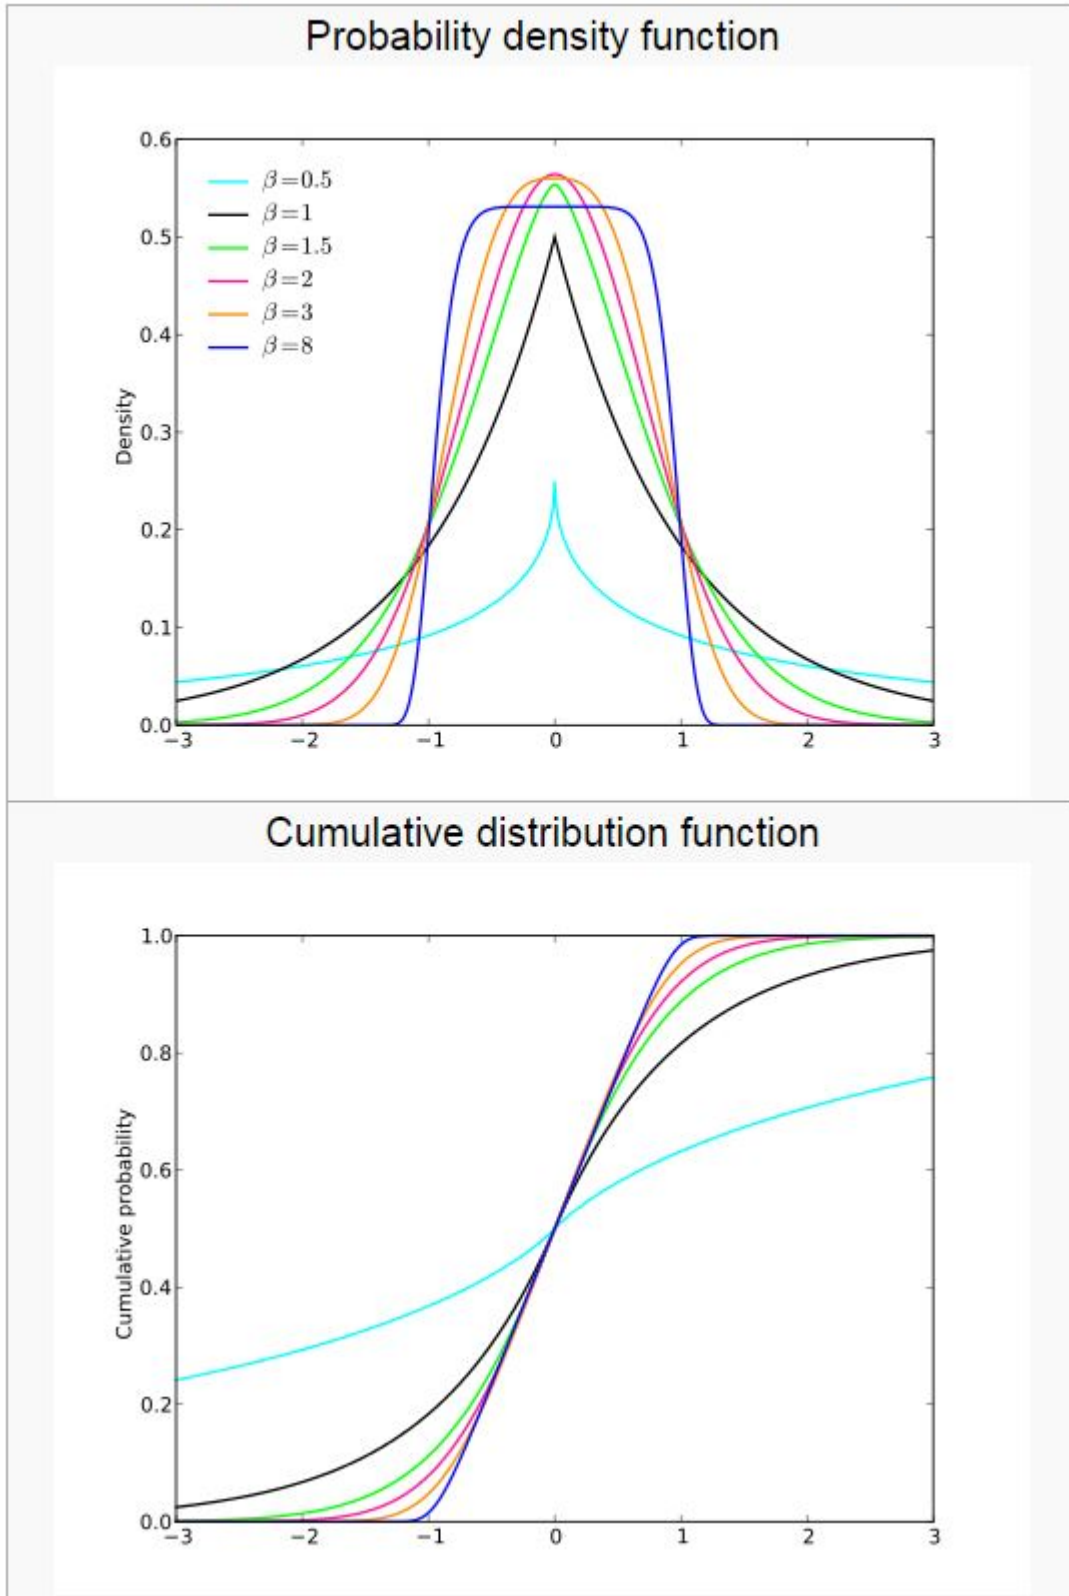 Probability density function
0.6
0.5
0.4
0.3
0.2
0.1
0.0
Density
β=0.5
β=1
β=1.5
β=2
β=3
β=8
−3 −2 −1 0 1 2 3
Cumulative distribution function
1.0
0.8
0.6
0.4
0.2
0.0
Cumulative probability
−3 −2 −1 0 1 2 3